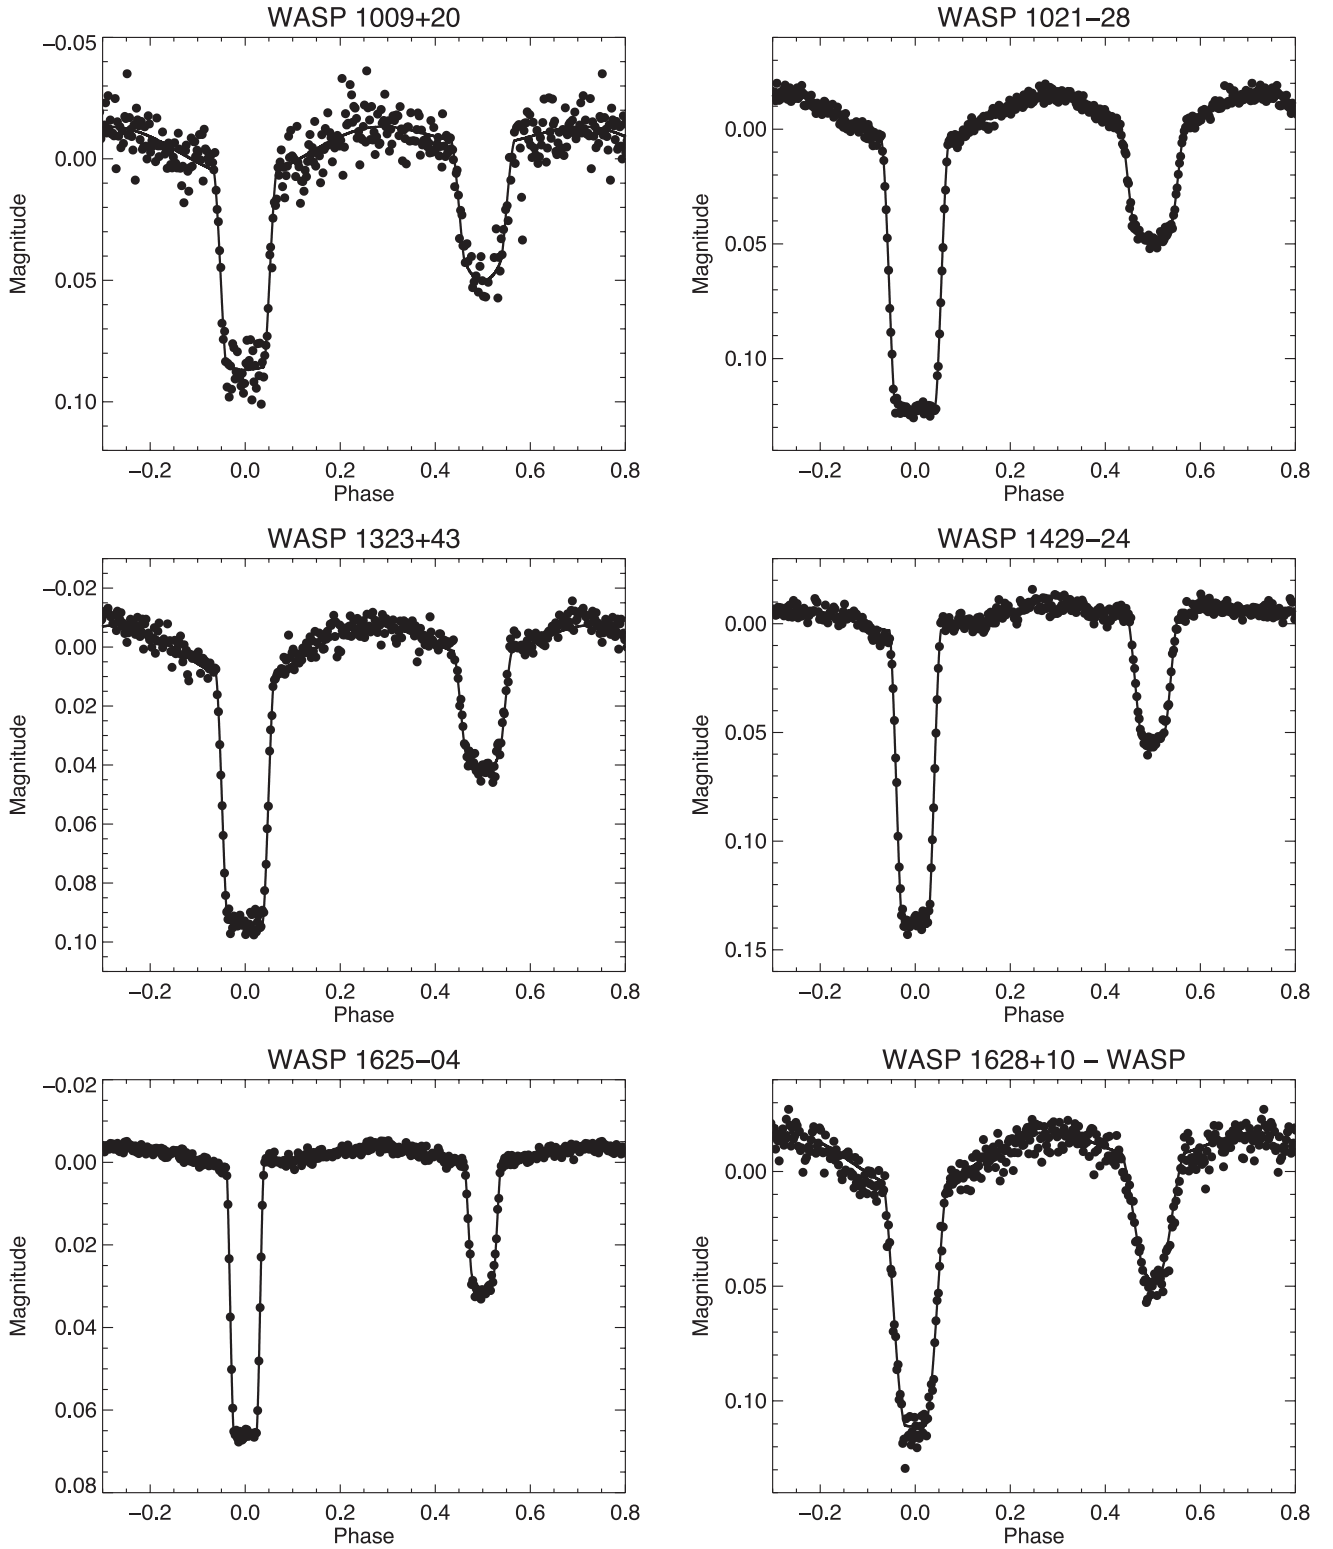 WASP 1009+20
WASP 1021−28
−0.05
0.00
0.05
0.10
Magnitude
−0.2 0.0 0.2 0.4 0.6 0.8
Phase
0.00
0.05
0.10
Magnitude
−0.2 0.0 0.2 0.4 0.6 0.8
Phase
WASP 1323+43
WASP 1429−24
−0.02
0.00
0.02
0.04
0.06
0.08
0.10
Magnitude
−0.2 0.0 0.2 0.4 0.6 0.8
Phase
0.00
0.05
0.10
0.15
Magnitude
−0.2 0.0 0.2 0.4 0.6 0.8
Phase
WASP 1625−04
WASP 1628+10 − WASP
−0.02
0.00
0.02
0.04
0.06
0.08
Magnitude
−0.2 0.0 0.2 0.4 0.6 0.8
Phase
0.00
0.05
0.10
Magnitude
−0.2 0.0 0.2 0.4 0.6 0.8
Phase